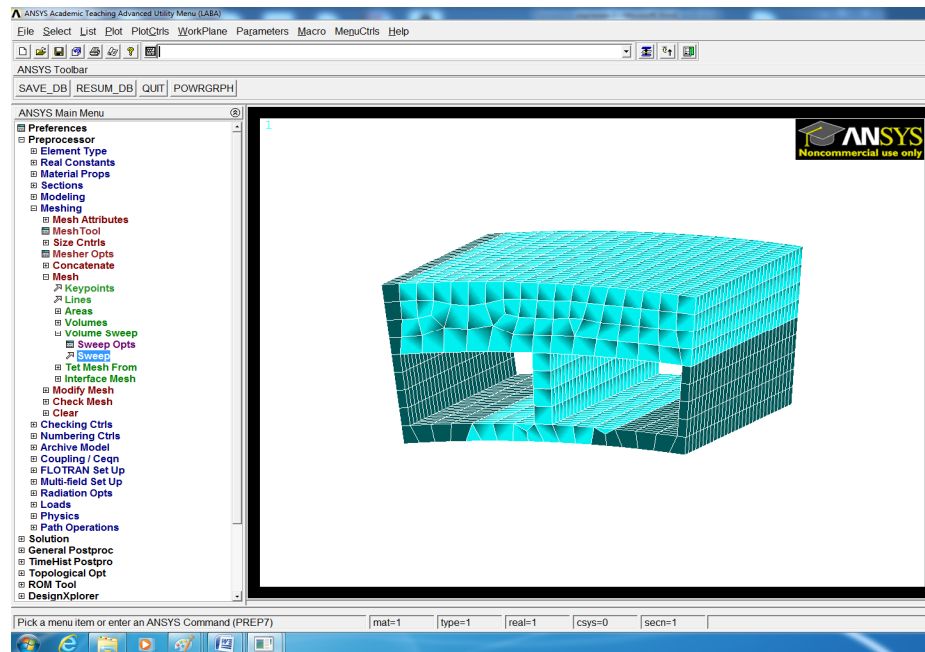 ANSYS Academic Teaching Advanced Utility Menu (LABA)
File Select List Plot PlotCtrls WorkPlane Parameters Macro MenuCtrls Help
ANSYS Toolbar
SAVE_DB RESUM_DB QUIT POWRGRPH
ANSYS Main Menu
Preferences
Preprocessor
Element Type
Real Constants
Material Props
Sections
Modeling
Meshing
Mesh Attributes
MeshTool
Size Cntrls
Mesher Opts
Concatenate
Mesh
Keypoints
Lines
Areas
Volumes
Volume Sweep
Sweep Opts
Sweep
Tet Mesh From
Interface Mesh
Modify Mesh
Check Mesh
Clear
Checking Ctrls
Numbering Ctrls
Archive Model
Coupling / Ceqn
FLOTRAN Set Up
Multi-field Set Up
Radiation Opts
Loads
Physics
Path Operations
Solution
General Postproc
TimeHist Postpro
Topological Opt
ROM Tool
DesignXplorer
1
ANSYS
Noncommercial use only
Pick a menu item or enter an ANSYS Command (PREP7) mat=1 type=1 real=1 csys=0 secn=1